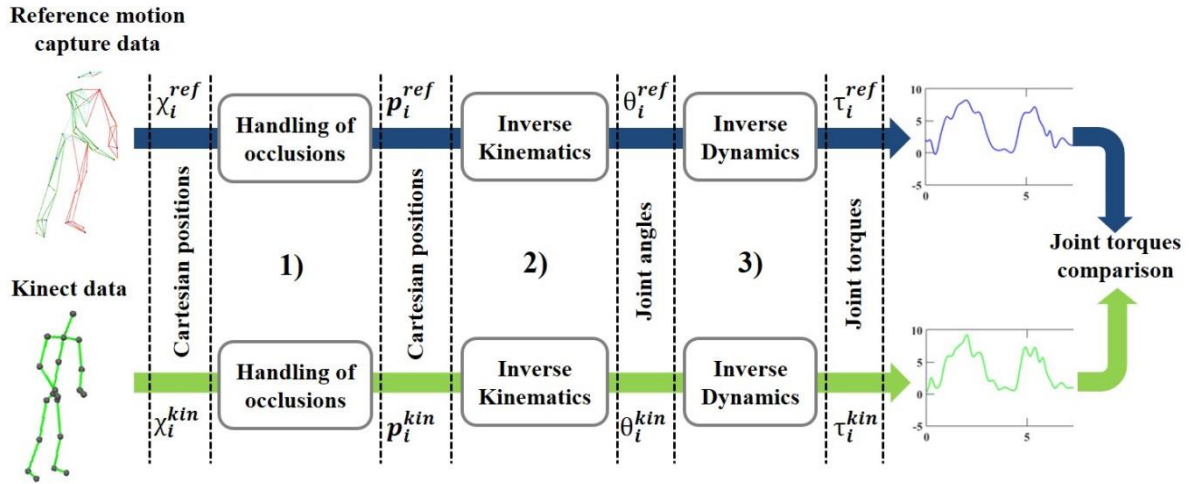 Reference motion
capture data
χ_i^{ref}
Handling of
occlusions
p_i^{ref}
Inverse
Kinematics
θ_i^{ref}
Inverse
Dynamics
τ_i^{ref}
10
5
0
-5
0
5
Cartesian positions
1)
Cartesian positions
2)
Joint angles
3)
Joint torques
Joint torques
comparison
Kinect data
χ_i^{kin}
Handling of
occlusions
p_i^{kin}
Inverse
Kinematics
θ_i^{kin}
Inverse
Dynamics
τ_i^{kin}
10
5
0
-5
0
5